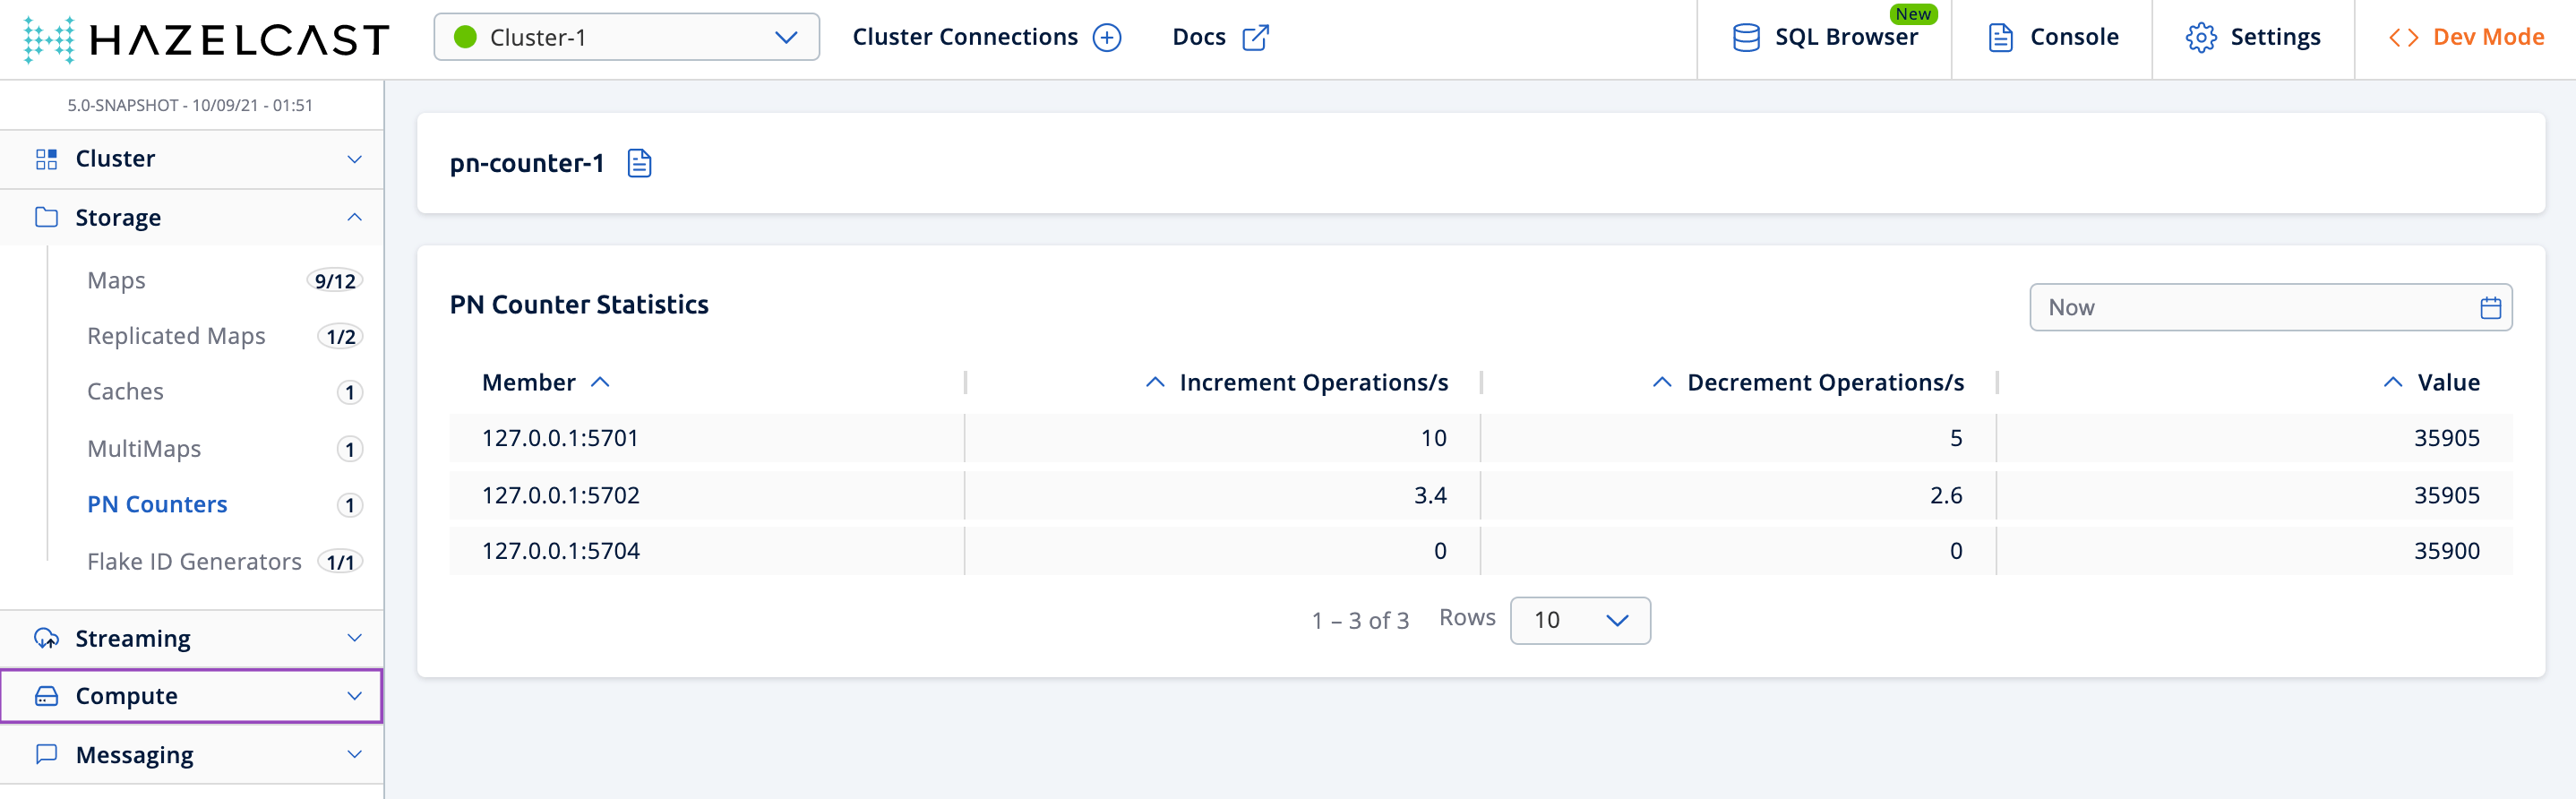 HAZELCAST
Cluster-1
Cluster Connections
Docs
New
SQL Browser
Console
Settings
Dev Mode
5.0-SNAPSHOT - 10/09/21 - 01:51
Cluster
Storage
Maps 9/12
Replicated Maps 1/2
Caches 1
MultiMaps 1
PN Counters 1
Flake ID Generators 1/1
Streaming
Compute
Messaging
pn-counter-1
PN Counter Statistics
Now
Member Increment Operations/s Decrement Operations/s Value
127.0.0.1:5701 10 5 35905
127.0.0.1:5702 3.4 2.6 35905
127.0.0.1:5704 0 0 35900
1 – 3 of 3 Rows 10